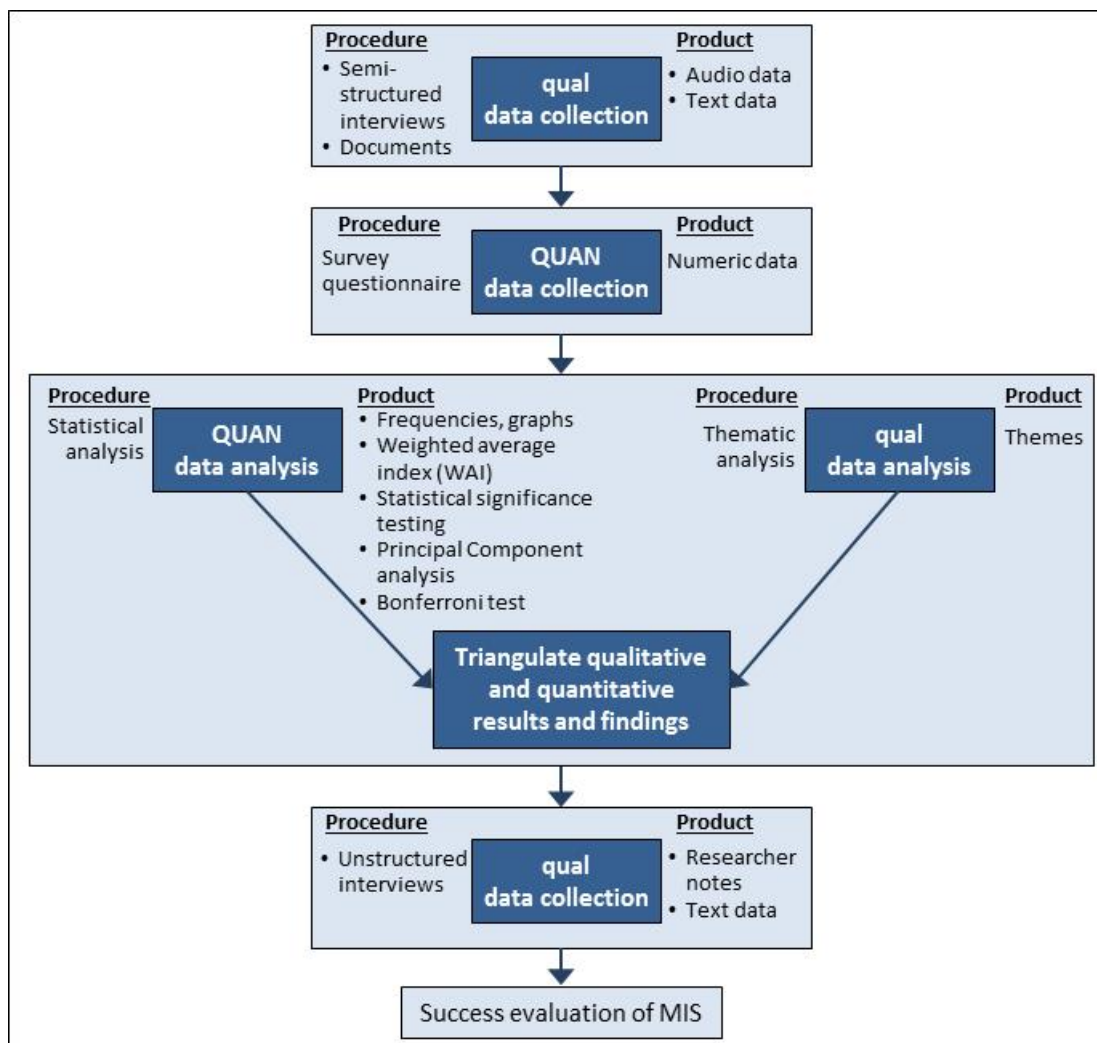 Procedure
• Semi-
structured
interviews
• Documents
qual
data collection
Product
• Audio data
• Text data
Procedure
Survey
questionnaire
QUAN
data collection
Product
Numeric data
Procedure
Statistical
analysis
QUAN
data analysis
Product
• Frequencies, graphs
• Weighted average
index (WAI)
• Statistical significance
testing
• Principal Component
analysis
• Bonferroni test
Procedure
Thematic
analysis
qual
data analysis
Product
Themes
Triangulate qualitative
and quantitative
results and findings
Procedure
• Unstructured
interviews
qual
data collection
Product
• Researcher
notes
• Text data
Success evaluation of MIS